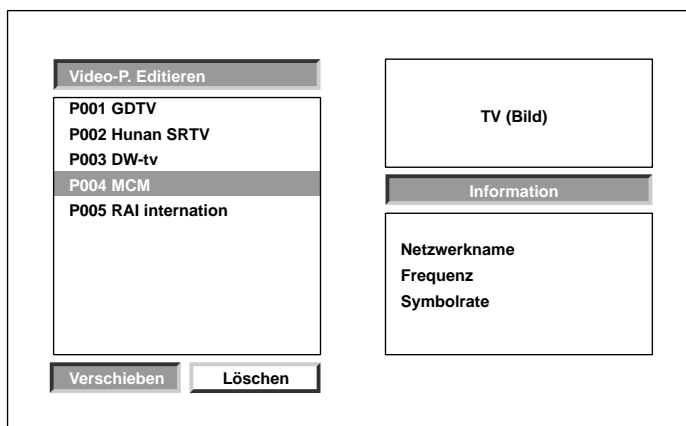 Video-P. Editieren
P001 GDTV
P002 Hunan SRTV
P003 DW-tv
P004 MCM
P005 RAI internation
Verschieben
Löschen
TV (Bild)
Information
Netzwerkname
Frequenz
Symbolrate